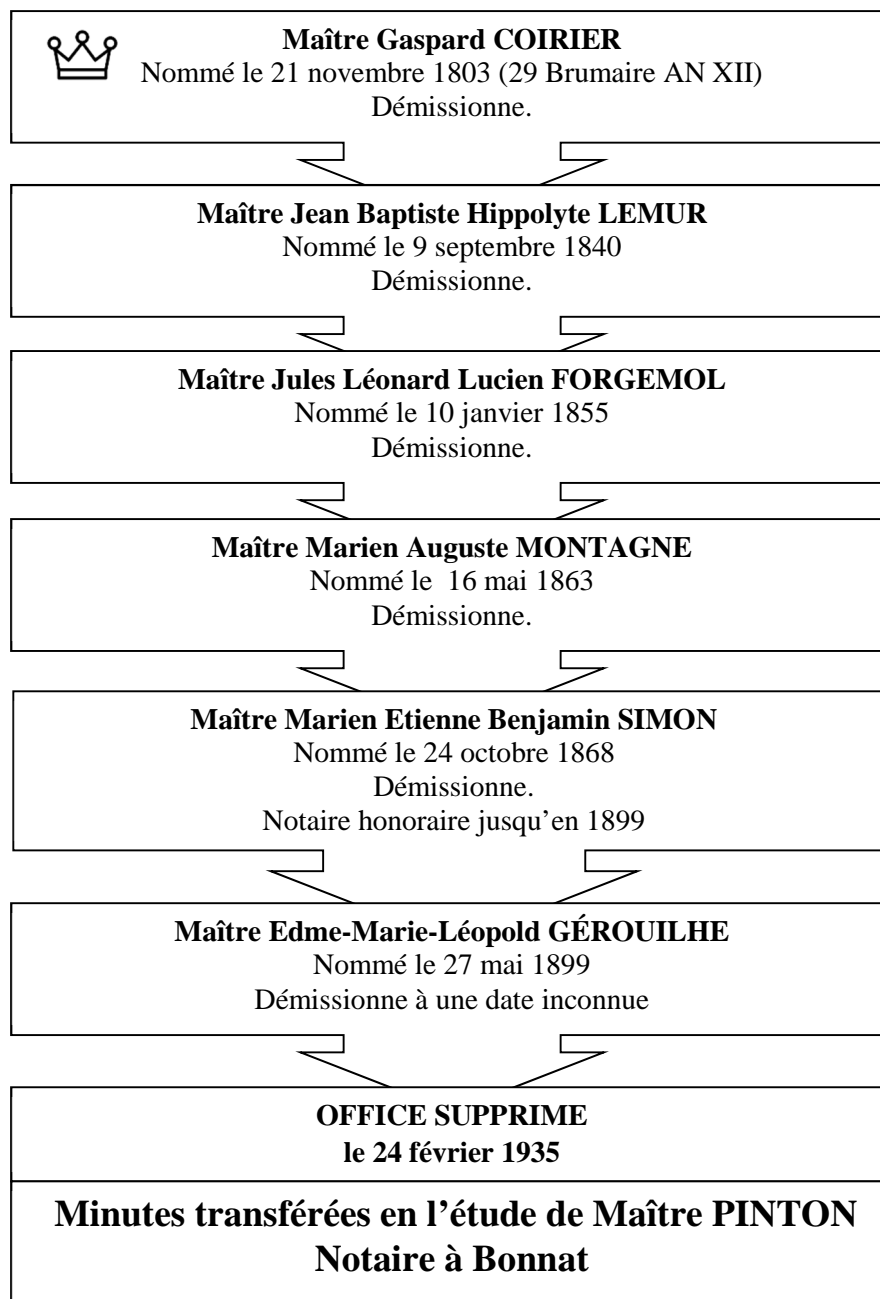 Maître Gaspard COIRIER
Nommé le 21 novembre 1803 (29 Brumaire AN XII)
Démissionne.
Maître Jean Baptiste Hippolyte LEMUR
Nommé le 9 septembre 1840
Démissionne.
Maître Jules Léonard Lucien FORGEMOL
Nommé le 10 janvier 1855
Démissionne.
Maître Marien Auguste MONTAGNE
Nommé le  16 mai 1863
Démissionne.
Maître Marien Etienne Benjamin SIMON
Nommé le 24 octobre 1868
Démissionne.
Notaire honoraire jusqu’en 1899
Maître Edme-Marie-Léopold GÉROUILHE
Nommé le 27 mai 1899
Démissionne à une date inconnue
OFFICE SUPPRIME
le 24 février 1935
Minutes transférées en l’étude de Maître PINTON
Notaire à Bonnat